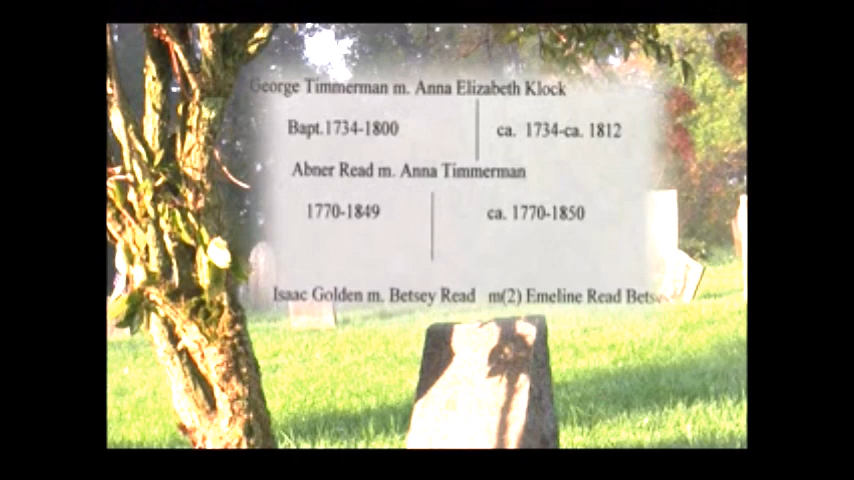 George Timmerman m. Anna Elizabeth Klock
Bapt.1734-1800 ca. 1734-ca. 1812
Abner Read m. Anna Timmerman
1770-1849 ca. 1770-1850
Isaac Golden m. Betsey Read m(2) Emeline Read Bets